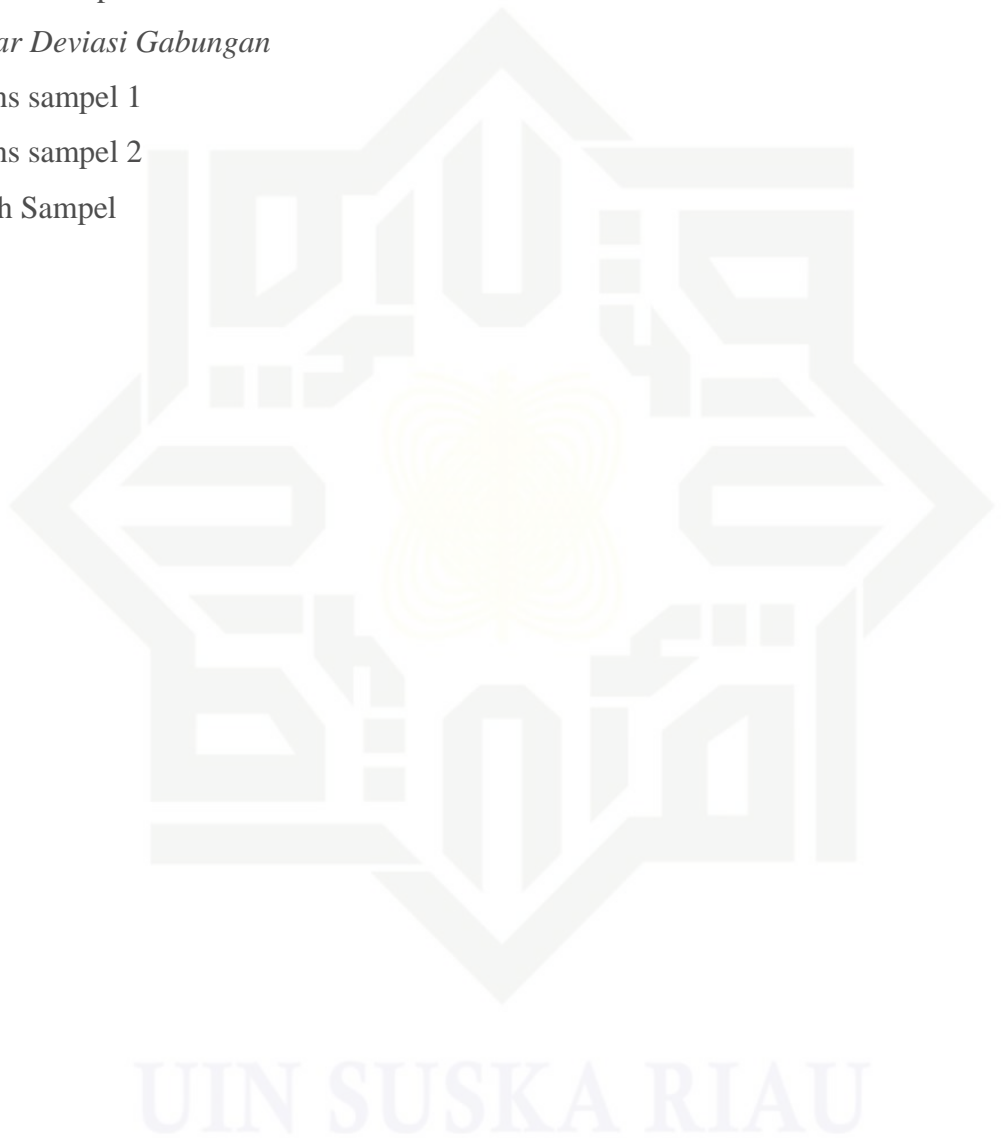 ar Deviasi Gabungan
ns sampel 1
ns sampel 2
h Sampel
UIN SUSKA RIAU